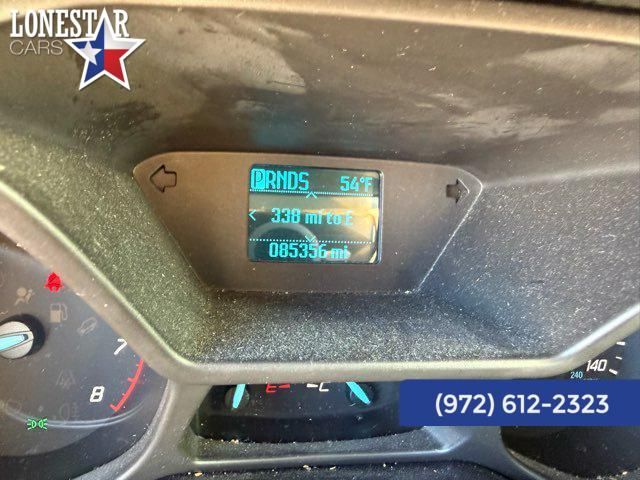 LONESTAR
CARS
PRNDS 54°F
338 mi to E
085356 mi
7
8
E C
140
240
(972) 612-2323